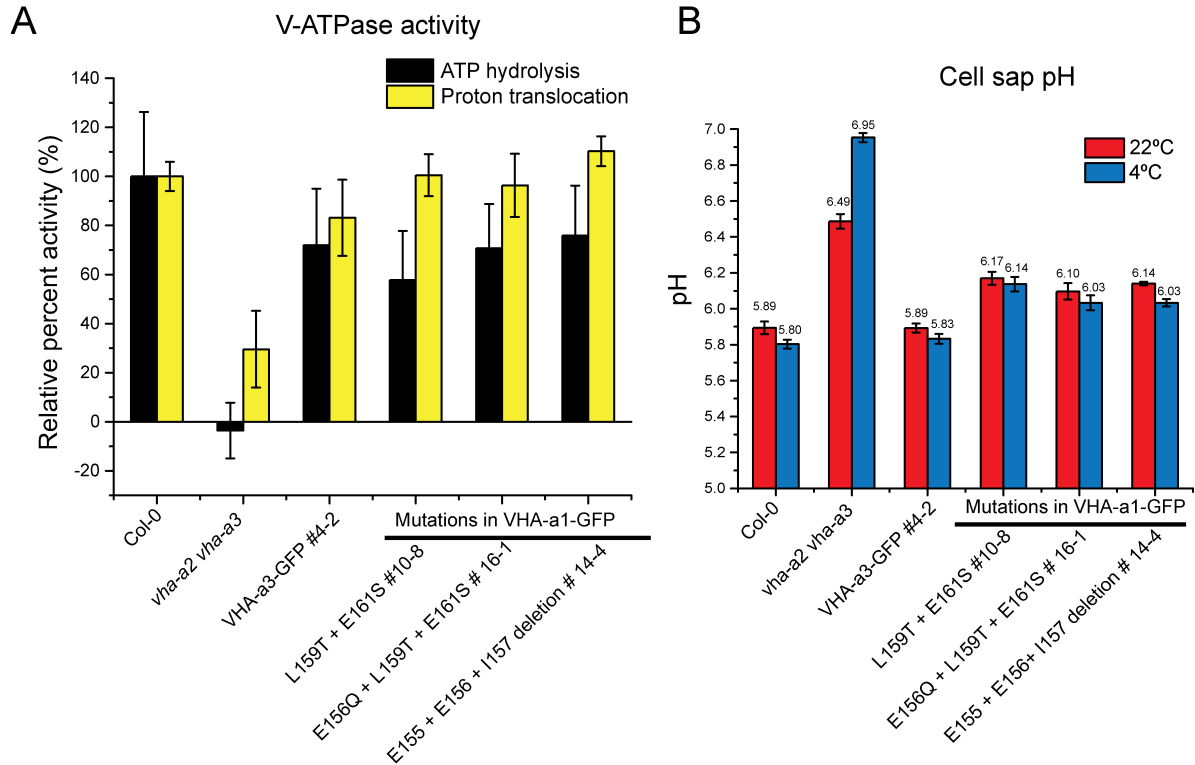 A
V-ATPase activity
ATP hydrolysis
Proton translocation
Relative percent activity (%)
140
120
100
80
60
40
20
0
-20
Col-0
vha-a2 vha-a3
VHA-a3-GFP #4-2
Mutations in VHA-a1-GFP
L159T + E161S #10-8
E156Q + L159T + E161S # 16-1
E155 + E156 + I157 deletion # 14-4
B
Cell sap pH
22ºC
4ºC
pH
7.0
6.8
6.6
6.4
6.2
6.0
5.8
5.6
5.4
5.2
5.0
5.89
5.80
6.49
6.95
5.89
5.83
6.17
6.14
6.10
6.03
6.14
6.03
Col-0
vha-a2 vha-a3
VHA-a3-GFP #4-2
Mutations in VHA-a1-GFP
L159T + E161S #10-8
E156Q + L159T + E161S # 16-1
E155 + E156+ I157 deletion # 14-4